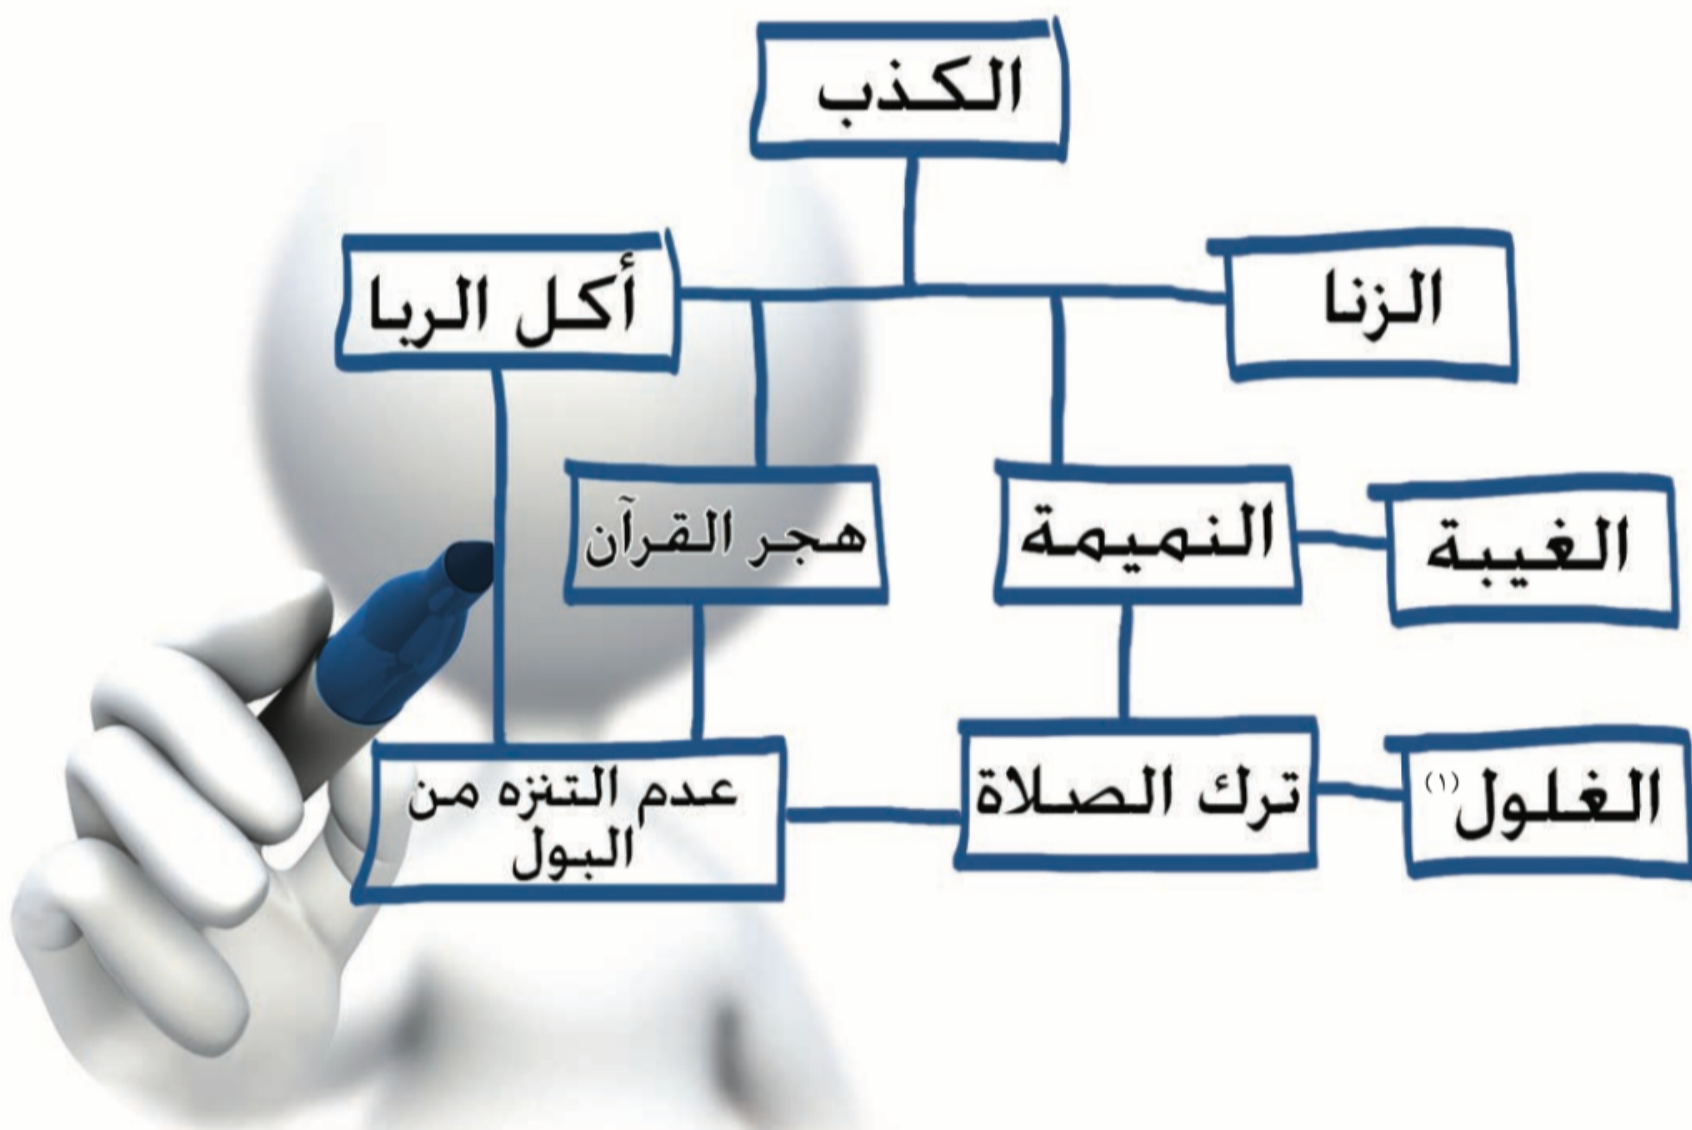 الكذب
الزنا
أكل الربا
الغيبة
النميمة
هجر القرآن
الغلول(١)
ترك الصلاة
عدم التنزه من
البول